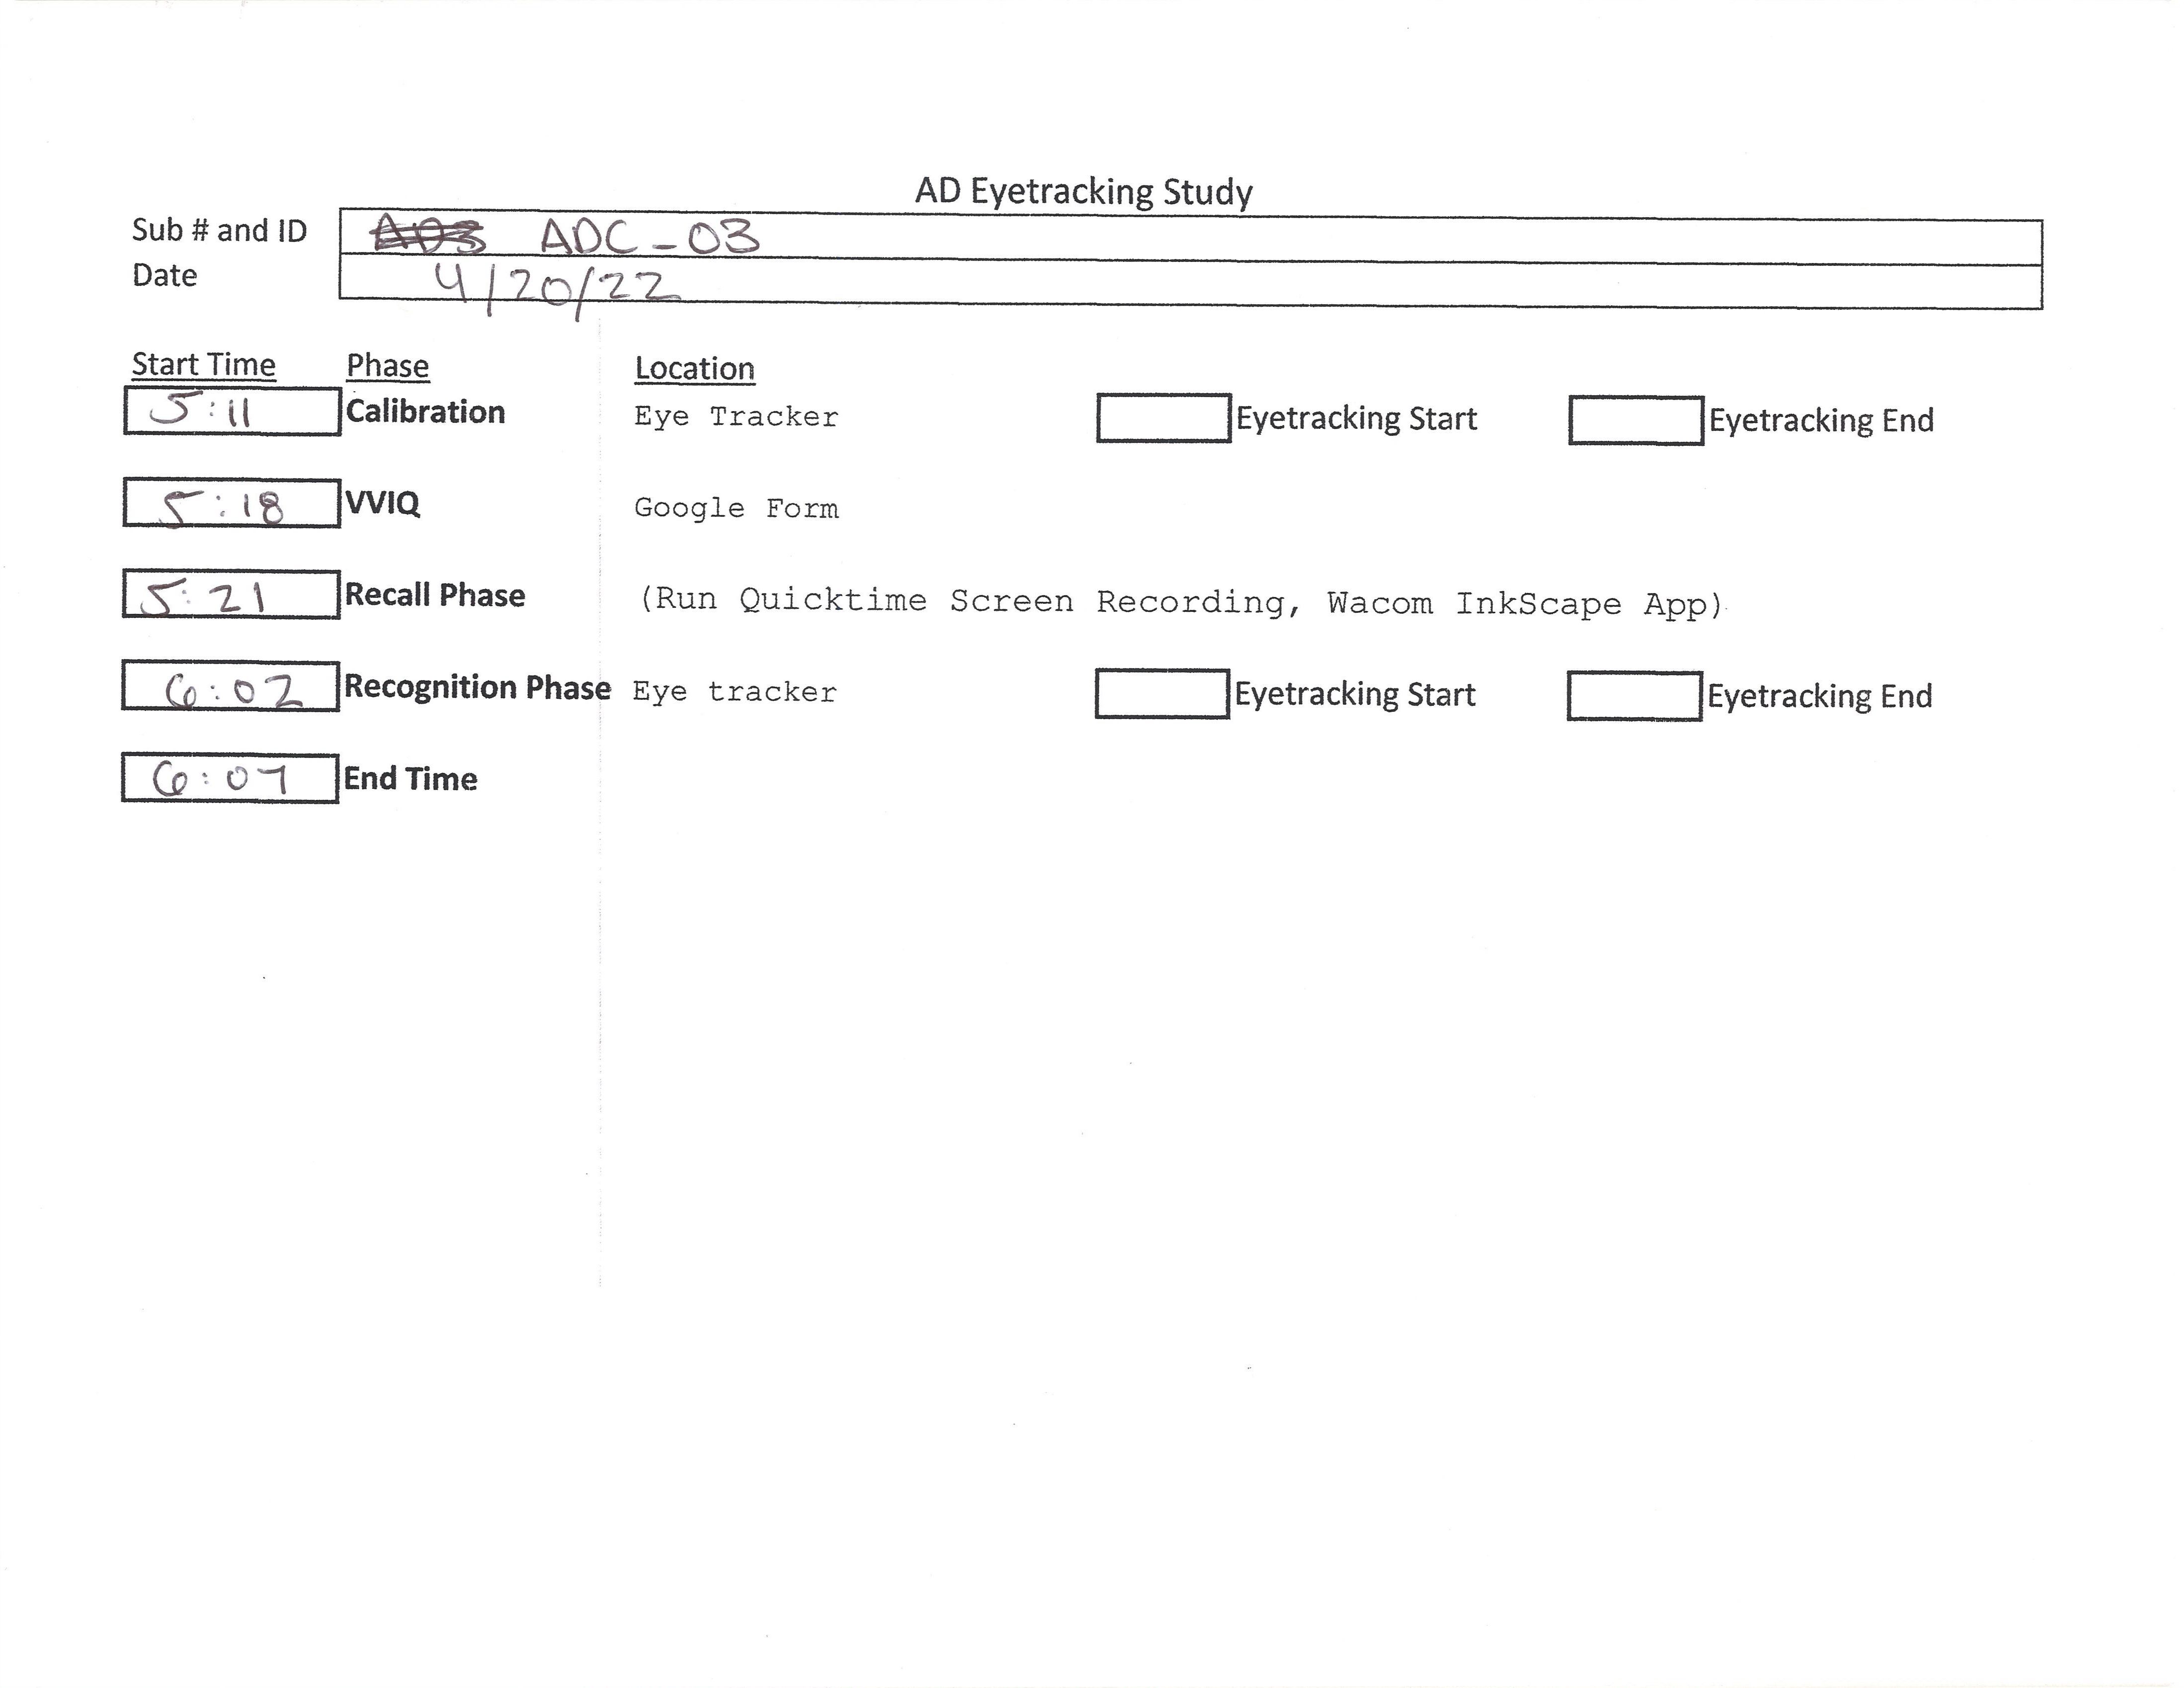 AD Eyetracking Study
Sub # and ID ADC - 03
Date 4/20/22
Start Time Phase Location
5:11 Calibration Eye Tracker Eyetracking Start Eyetracking End
5:18 VVIQ Google Form
5:21 Recall Phase (Run Quicktime Screen Recording, Wacom InkScape App)
6:02 Recognition Phase Eye tracker Eyetracking Start Eyetracking End
6:07 End Time